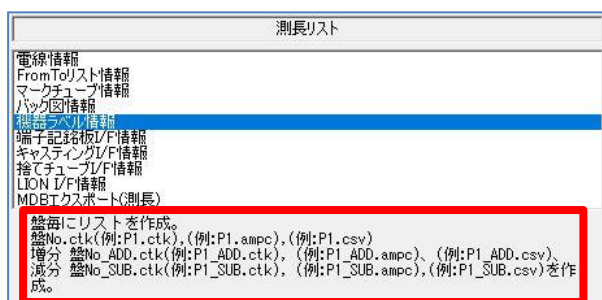 測長リスト
電線情報
FromToリスト情報
マークチューブ情報
バック図情報
機器ラベル情報
端子記銘板I/F情報
キャスティングI/F情報
捨てチューブI/F情報
LION I/F情報
MDBエクスポート(測長)
盤毎にリストを作成。
盤No.ctk(例:P1.ctk),(例:P1.ampc),(例:P1.csv)
増分 盤No_ADD.ctk(例:P1_ADD.ctk), (例:P1_ADD.ampc)、(例:P1_ADD.csv)、
減分 盤No_SUB.ctk(例:P1_SUB.ctk), (例:P1_SUB.ampc),(例:P1_SUB.csv)を作
成。